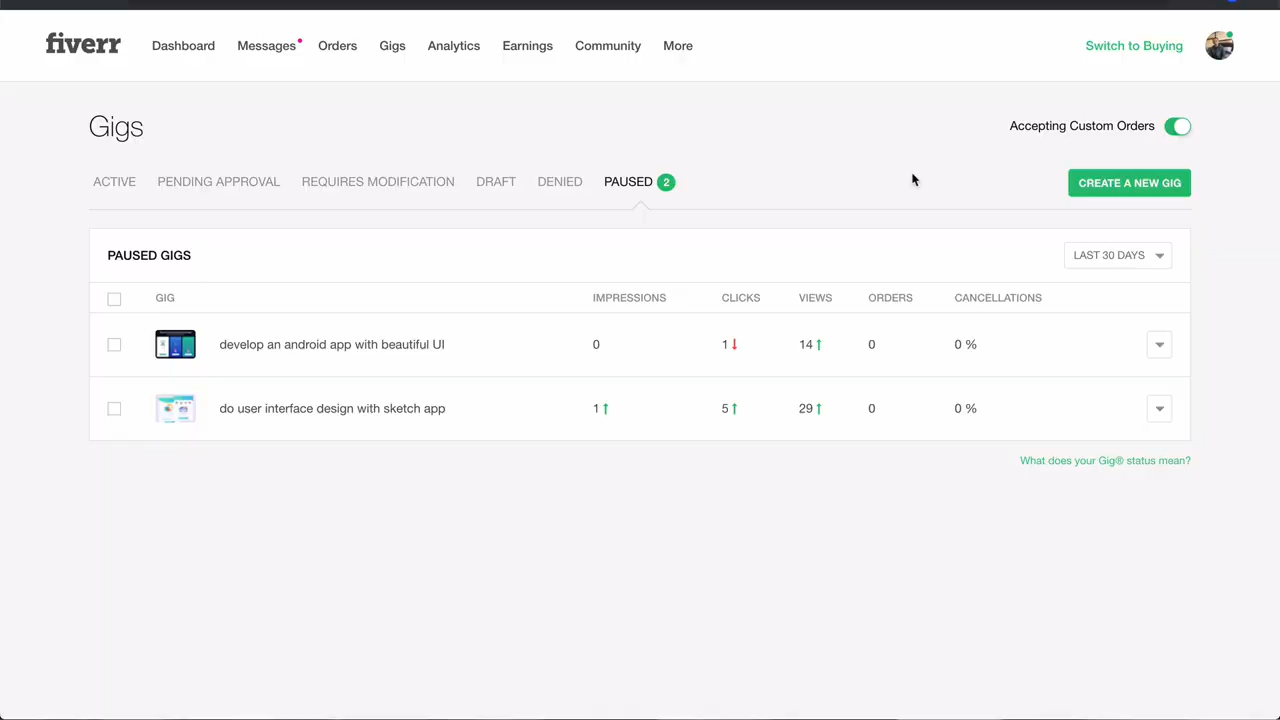 fiverr Dashboard Messages Orders Gigs Analytics Earnings Community More Switch to Buying
Gigs Accepting Custom Orders
ACTIVE PENDING APPROVAL REQUIRES MODIFICATION DRAFT DENIED PAUSED 2 CREATE A NEW GIG
PAUSED GIGS LAST 30 DAYS
GIG IMPRESSIONS CLICKS VIEWS ORDERS CANCELLATIONS
develop an android app with beautiful UI 0 1 14 0 0 %
do user interface design with sketch app 1 5 29 0 0 %
What does your Gig® status mean?